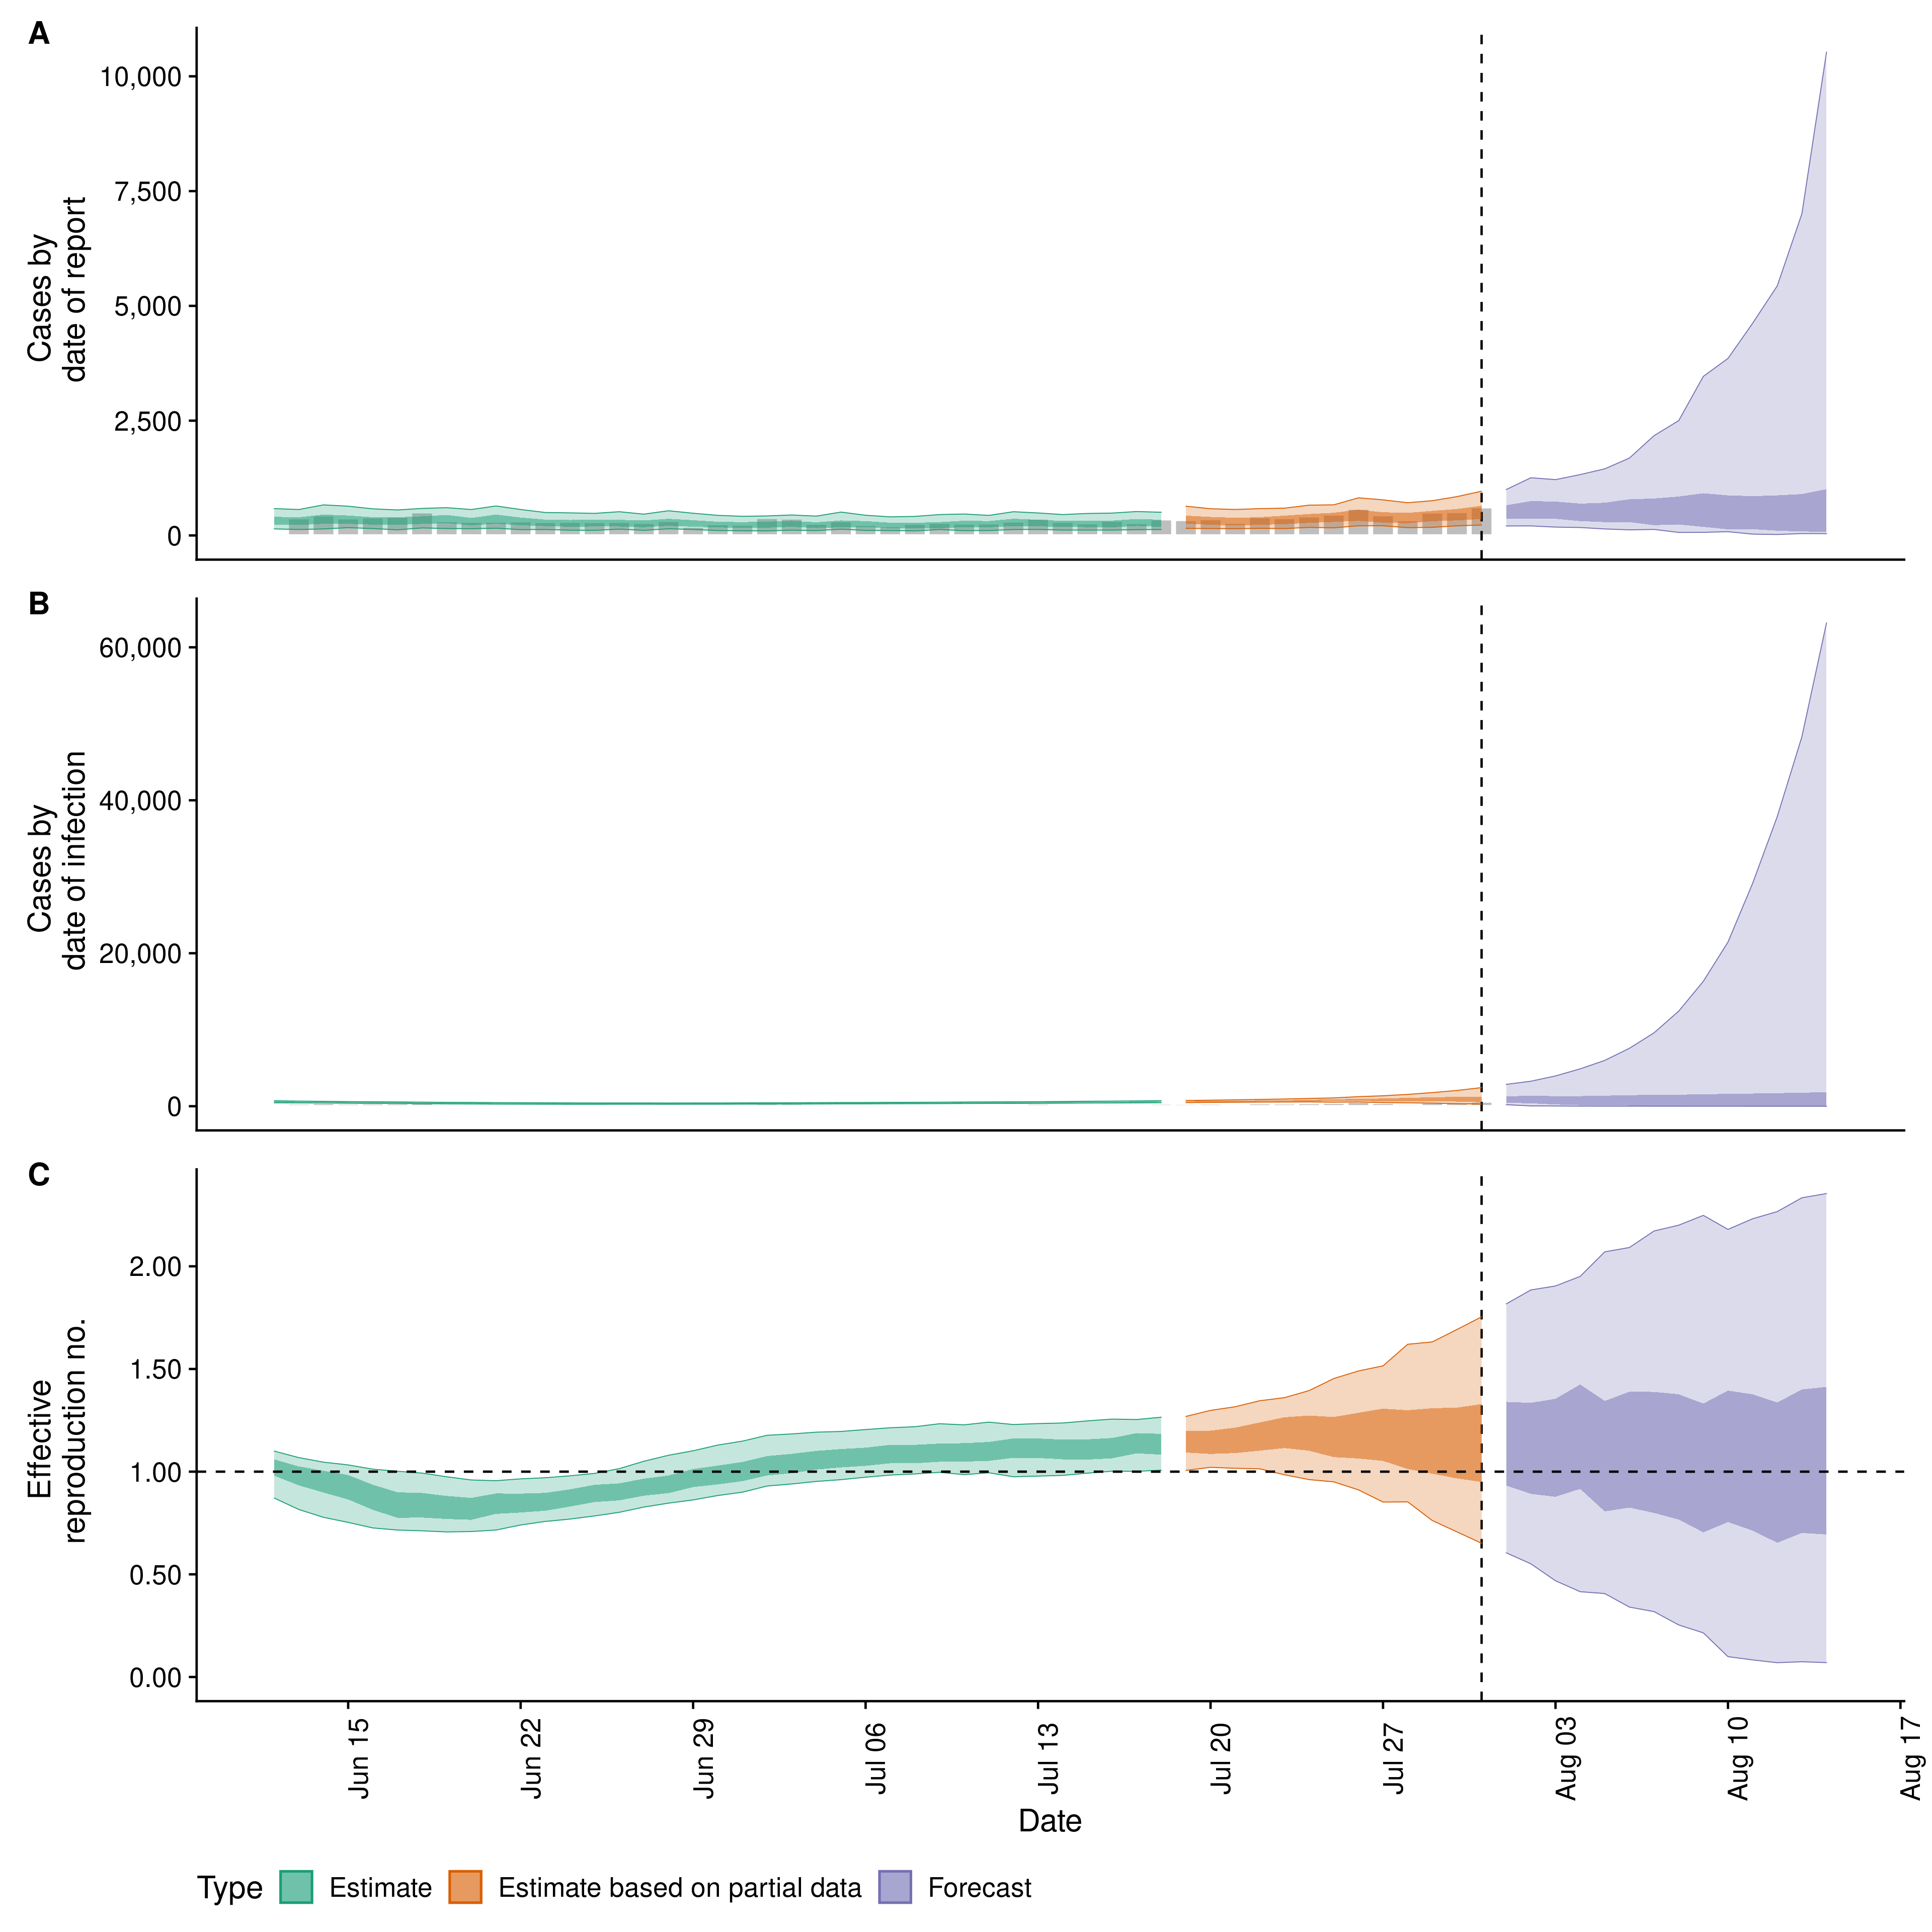 A
Cases by
date of report
10,000
7,500
5,000
2,500
0
B
Cases by
date of infection
60,000
40,000
20,000
0
C
Effective
reproduction no.
2.00
1.50
1.00
0.50
0.00
Jun 15
Jun 22
Jun 29
Jul 06
Jul 13
Jul 20
Jul 27
Aug 03
Aug 10
Aug 17
Date
Type Estimate Estimate based on partial data Forecast